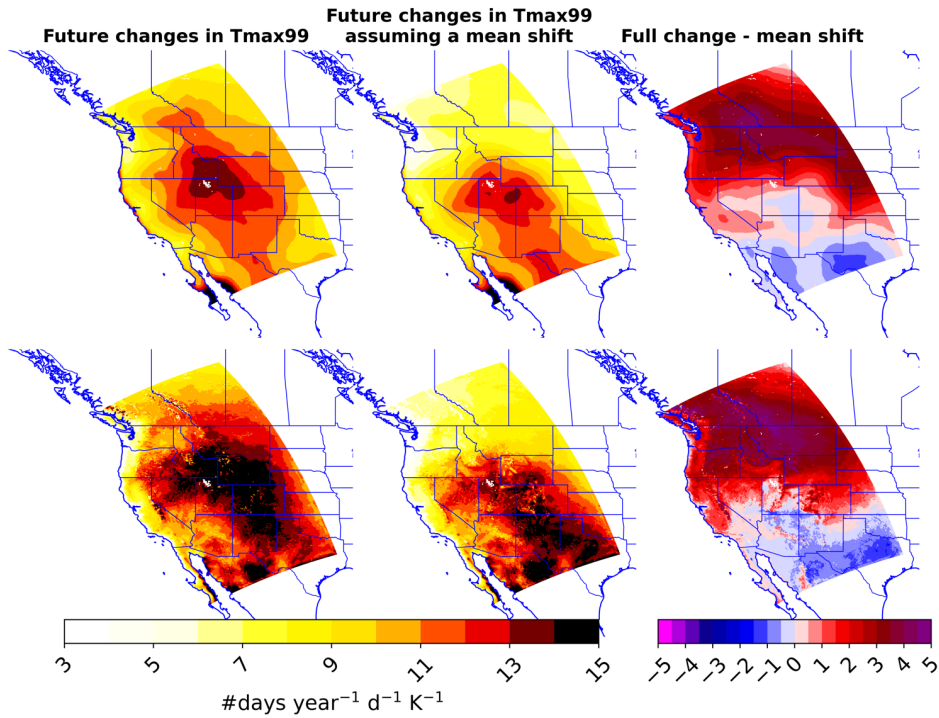 Future changes in Tmax99
Future changes in Tmax99
assuming a mean shift
Full change - mean shift
3 5 7 9 11 13 15
#days year⁻¹ d⁻¹ K⁻¹
−5 −4 −3 −2 −1 0 1 2 3 4 5